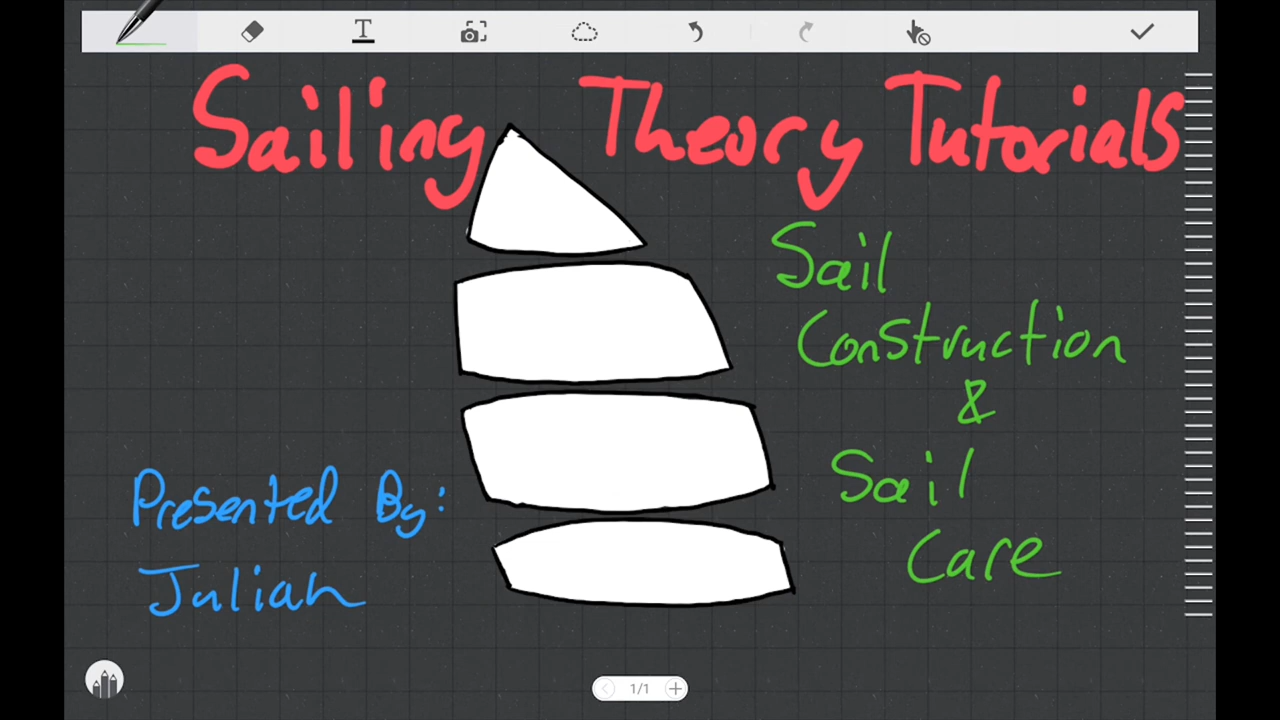 T
Sailing Theory Tutorials
Sail
Construction
&
Sail
Care
Presented By:
Julian
1/1